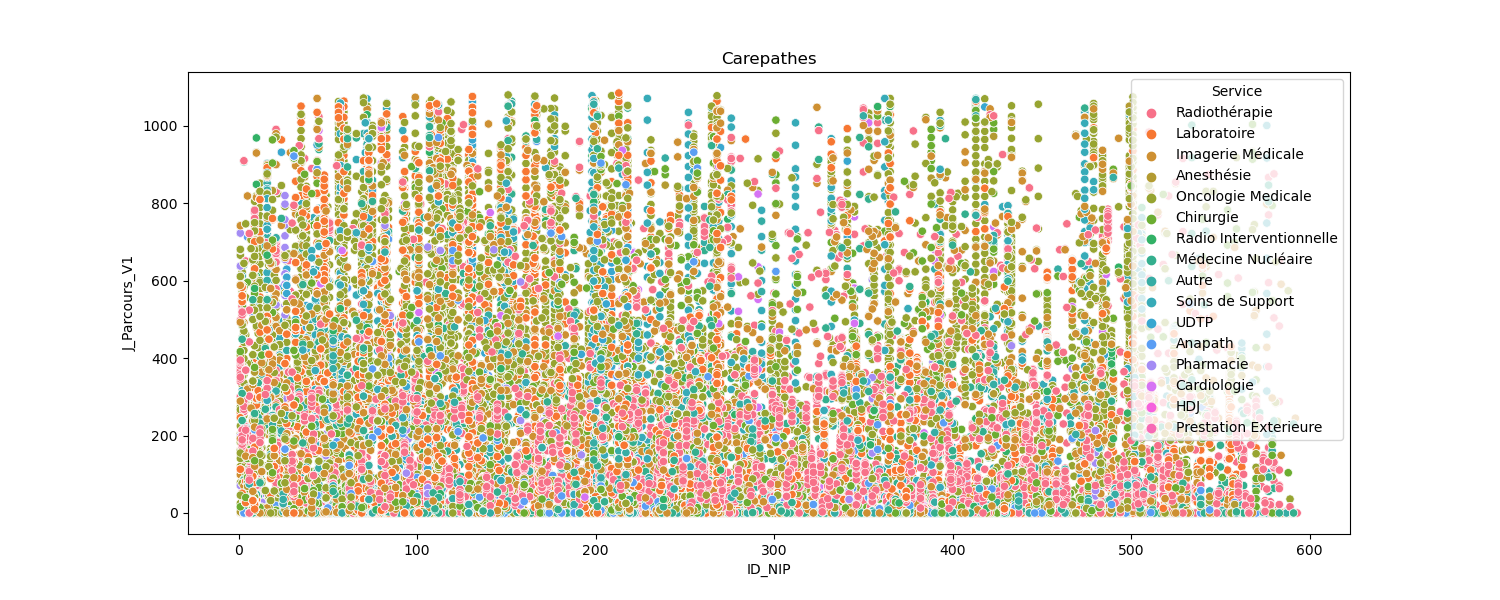 Carepathes
J_Parcours_V1
1000
800
600
400
200
0
0 100 200 300 400 500 600
ID_NIP
Service
Radiothérapie
Laboratoire
Imagerie Médicale
Anesthésie
Oncologie Medicale
Chirurgie
Radio Interventionnelle
Médecine Nucléaire
Autre
Soins de Support
UDTP
Anapath
Pharmacie
Cardiologie
HDJ
Prestation Exterieure